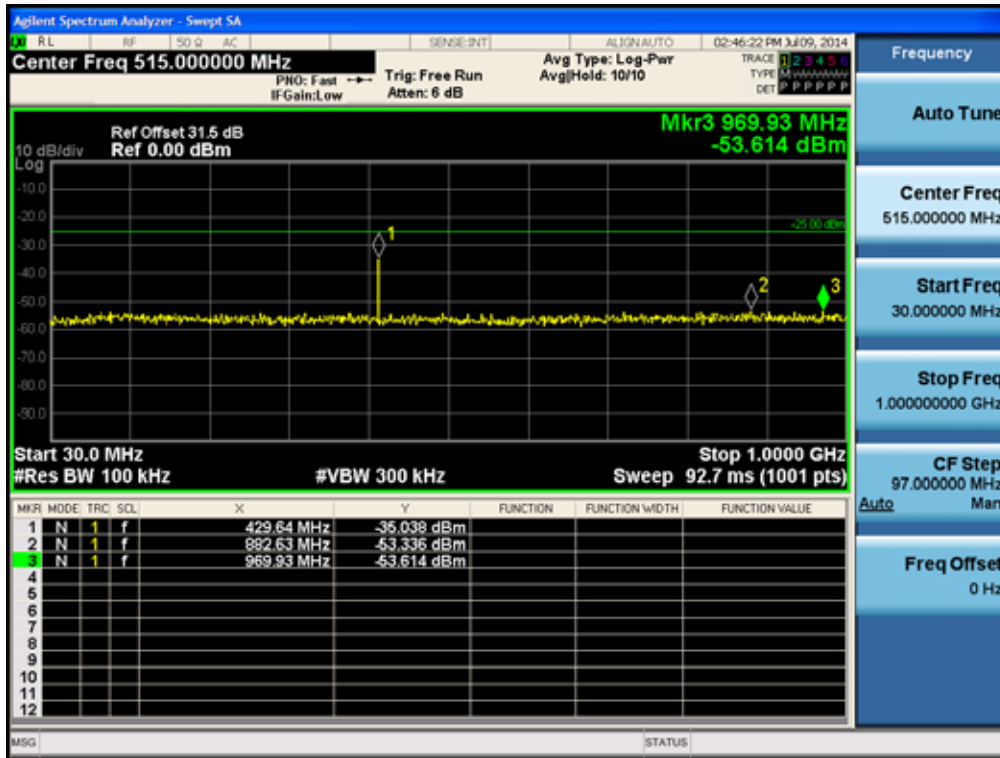 Agilent Spectrum Analyzer - Swept SA
RL RF 50 Ω AC SENSE:INT ALIGN AUTO 02:46:22 PM Jul 09, 2014
Center Freq 515.000000 MHz
PNO: Fast
IFGain:Low
Trig: Free Run
Atten: 6 dB
Avg Type: Log-Pwr
Avg|Hold: 10/10
TRACE 1 2 3 4 5 6
TYPE M
DET P P P P P P
Mkr3 969.93 MHz
-53.614 dBm
Ref Offset 31.5 dB
10 dB/div Ref 0.00 dBm
Log
-10.0
-20.0
-30.0
-40.0
-50.0
-60.0
-70.0
-80.0
-90.0
-25.00 dBm
1
2
3
Start 30.0 MHz Stop 1.0000 GHz
#Res BW 100 kHz #VBW 300 kHz Sweep 92.7 ms (1001 pts)
MKR MODE TRC SCL X Y FUNCTION FUNCTION WIDTH FUNCTION VALUE
1 N 1 f 429.64 MHz -35.038 dBm
2 N 1 f 882.63 MHz -53.336 dBm
3 N 1 f 969.93 MHz -53.614 dBm
4
5
6
7
8
9
10
11
12
MSG STATUS
Frequency
Auto Tune
Center Freq
515.000000 MHz
Start Freq
30.000000 MHz
Stop Freq
1.000000000 GHz
CF Step
97.000000 MHz
Auto Man
Freq Offset
0 Hz